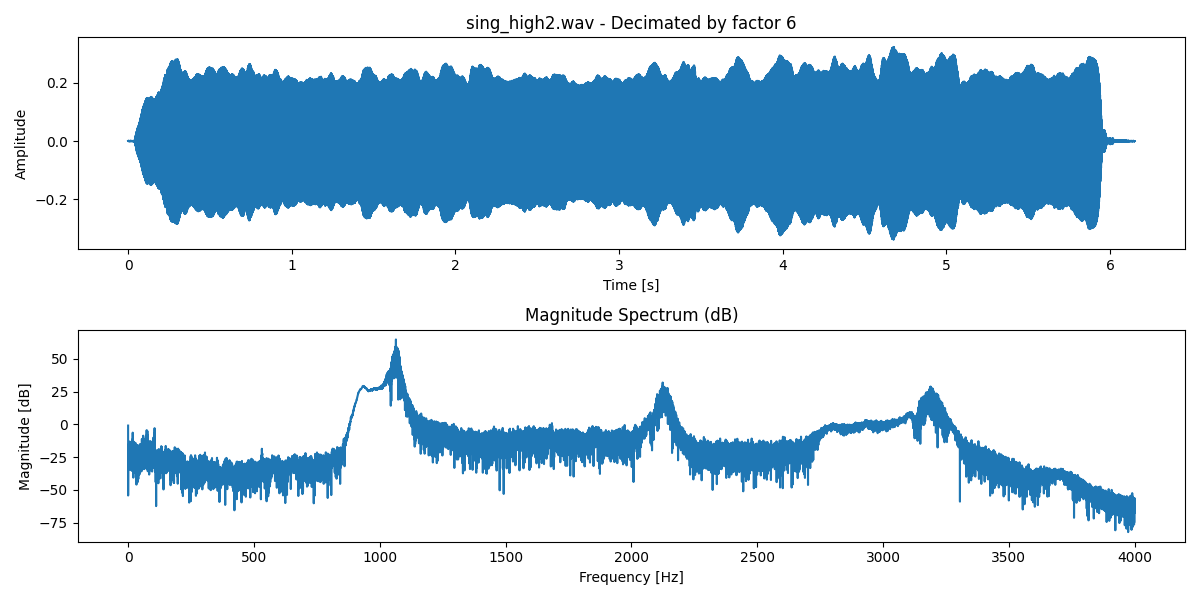 sing_high2.wav - Decimated by factor 6
0.2
0.0
−0.2
Amplitude
0 1 2 3 4 5 6
Time [s]
Magnitude Spectrum (dB)
50
25
0
−25
−50
−75
Magnitude [dB]
0 500 1000 1500 2000 2500 3000 3500 4000
Frequency [Hz]